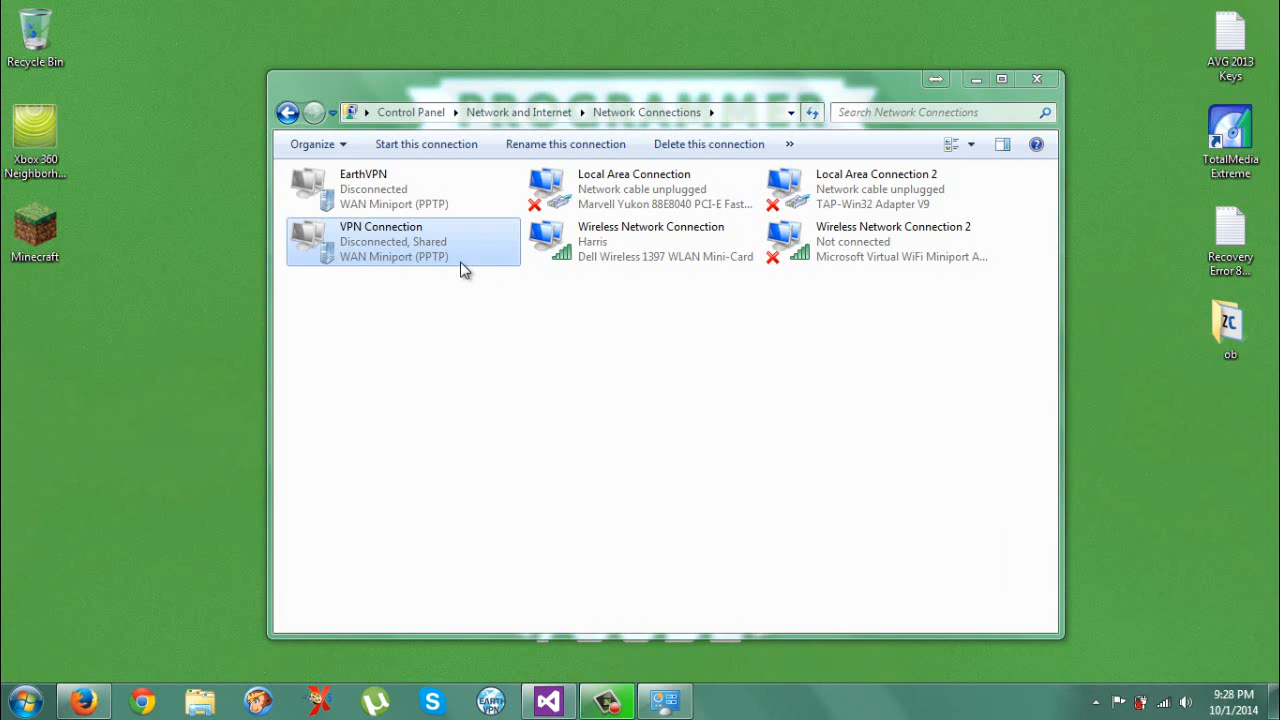 Recycle Bin
Xbox 360
Neighborh...
Minecraft
Control Panel
Network and Internet
Network Connections
Search Network Connections
Organize
Start this connection
Rename this connection
Delete this connection
»
EarthVPN
Disconnected
WAN Miniport (PPTP)
Local Area Connection
Network cable unplugged
Marvell Yukon 88E8040 PCI-E Fast...
Local Area Connection 2
Network cable unplugged
TAP-Win32 Adapter V9
VPN Connection
Disconnected, Shared
WAN Miniport (PPTP)
Wireless Network Connection
Harris
Dell Wireless 1397 WLAN Mini-Card
Wireless Network Connection 2
Not connected
Microsoft Virtual WiFi Miniport A...
AVG 2013
Keys
TotalMedia
Extreme
Recovery
Error 8...
ZC
ob
EARTH
VPN
9:28 PM
10/1/2014